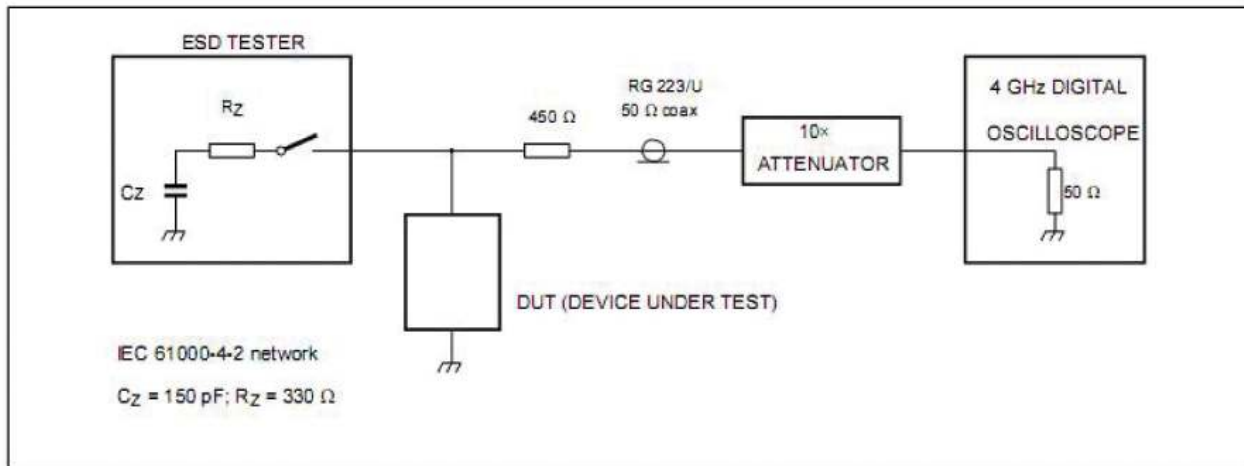 ESD TESTER
RZ
CZ
450 Ω
RG 223/U
50 Ω coax
10×
ATTENUATOR
4 GHz DIGITAL
OSCILLOSCOPE
50 Ω
DUT (DEVICE UNDER TEST)
IEC 61000-4-2 network
CZ = 150 pF; RZ = 330 Ω